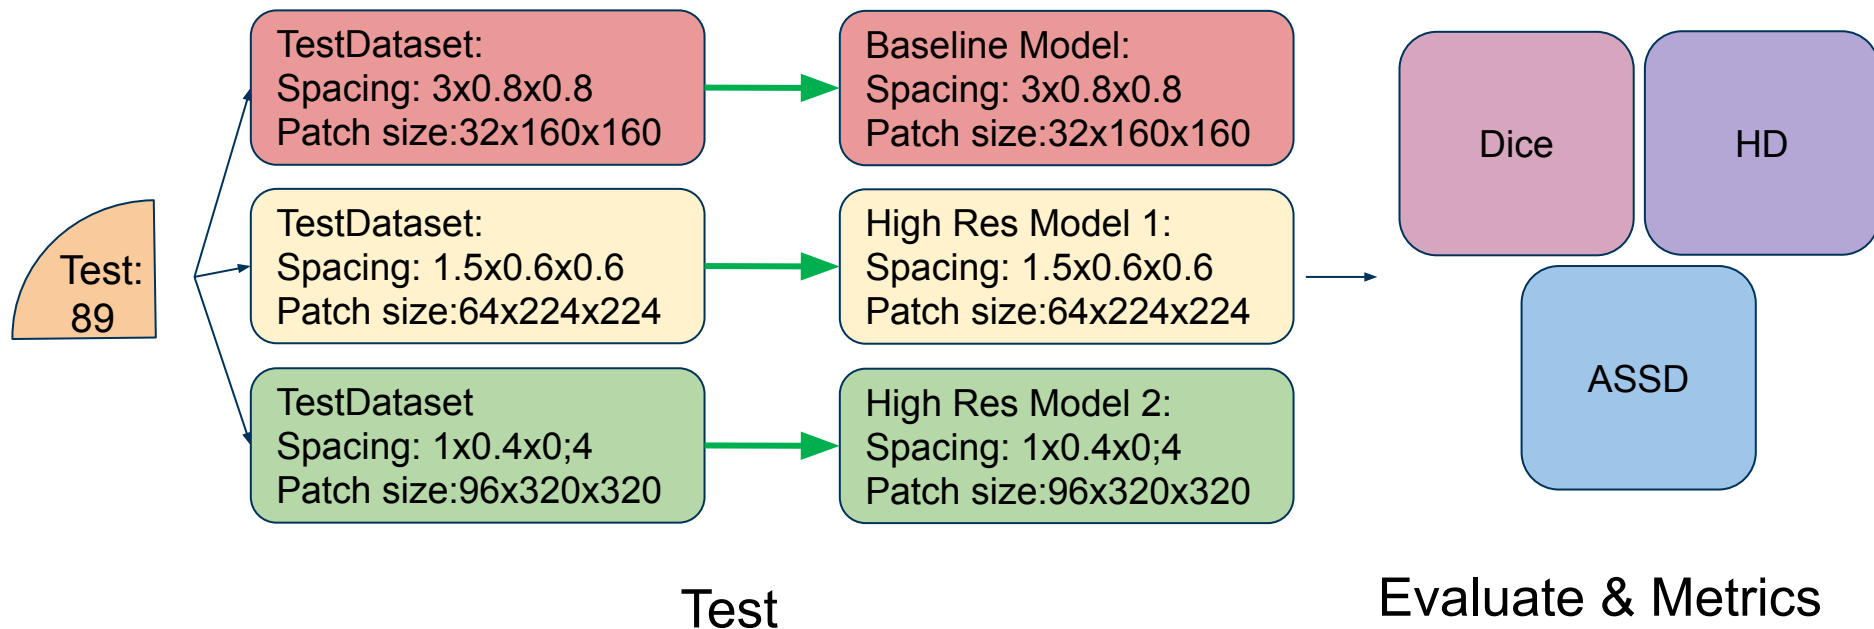 Test:
89
TestDataset:
Spacing: 3x0.8x0.8
Patch size:32x160x160
Baseline Model:
Spacing: 3x0.8x0.8
Patch size:32x160x160
TestDataset:
Spacing: 1.5x0.6x0.6
Patch size:64x224x224
High Res Model 1:
Spacing: 1.5x0.6x0.6
Patch size:64x224x224
TestDataset
Spacing: 1x0.4x0;4
Patch size:96x320x320
High Res Model 2:
Spacing: 1x0.4x0;4
Patch size:96x320x320
Dice
HD
ASSD
Test
Evaluate & Metrics